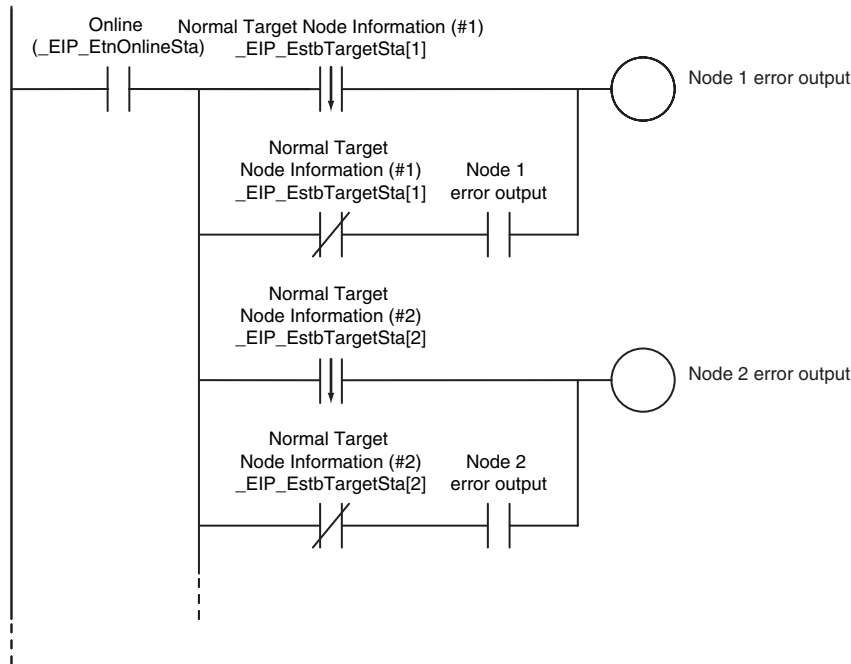 Online
(_EIP_EtnOnlineSta)
Normal Target Node Information (#1)
_EIP_EstbTargetSta[1]
Node 1 error output
Normal Target
Node Information (#1)
_EIP_EstbTargetSta[1]
Node 1
error output
Normal Target
Node Information (#2)
_EIP_EstbTargetSta[2]
Node 2 error output
Normal Target
Node Information (#2)
_EIP_EstbTargetSta[2]
Node 2
error output